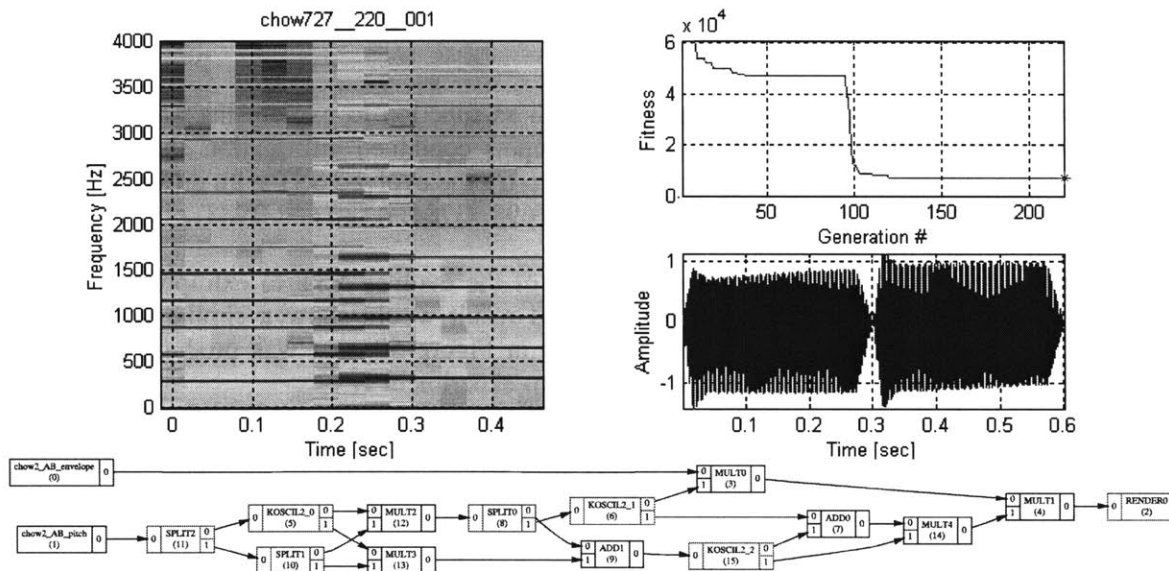 chow727__220__001
4000
3500
3000
2500
2000
1500
1000
500
0
Frequency [Hz]
0 0.1 0.2 0.3 0.4
Time [sec]
x 10^4
6
4
2
0
Fitness
50 100 150 200
Generation #
1
0
-1
Amplitude
0.1 0.2 0.3 0.4 0.5 0.6
Time [sec]
chow2_AB_envelope 0
(0)
0 MULT0 0
1 (3)
0 MULT1 0
1 (4)
0 RENDER0
(2)
chow2_AB_pitch 0
(1)
0 SPLIT2 0
(11) 1
0 KOSCIL2_0 0
(5) 1
0 MULT2 0
1 (12)
0 SPLIT0 0
(8) 1
0 KOSCIL2_1 0
(6) 1
0 ADD0 0
1 (7)
0 MULT4 0
1 (14)
0 SPLIT1 0
(10) 1
0 MULT3 0
1 (13)
0 ADD1 0
1 (9)
0 KOSCIL2_2 0
(15) 1